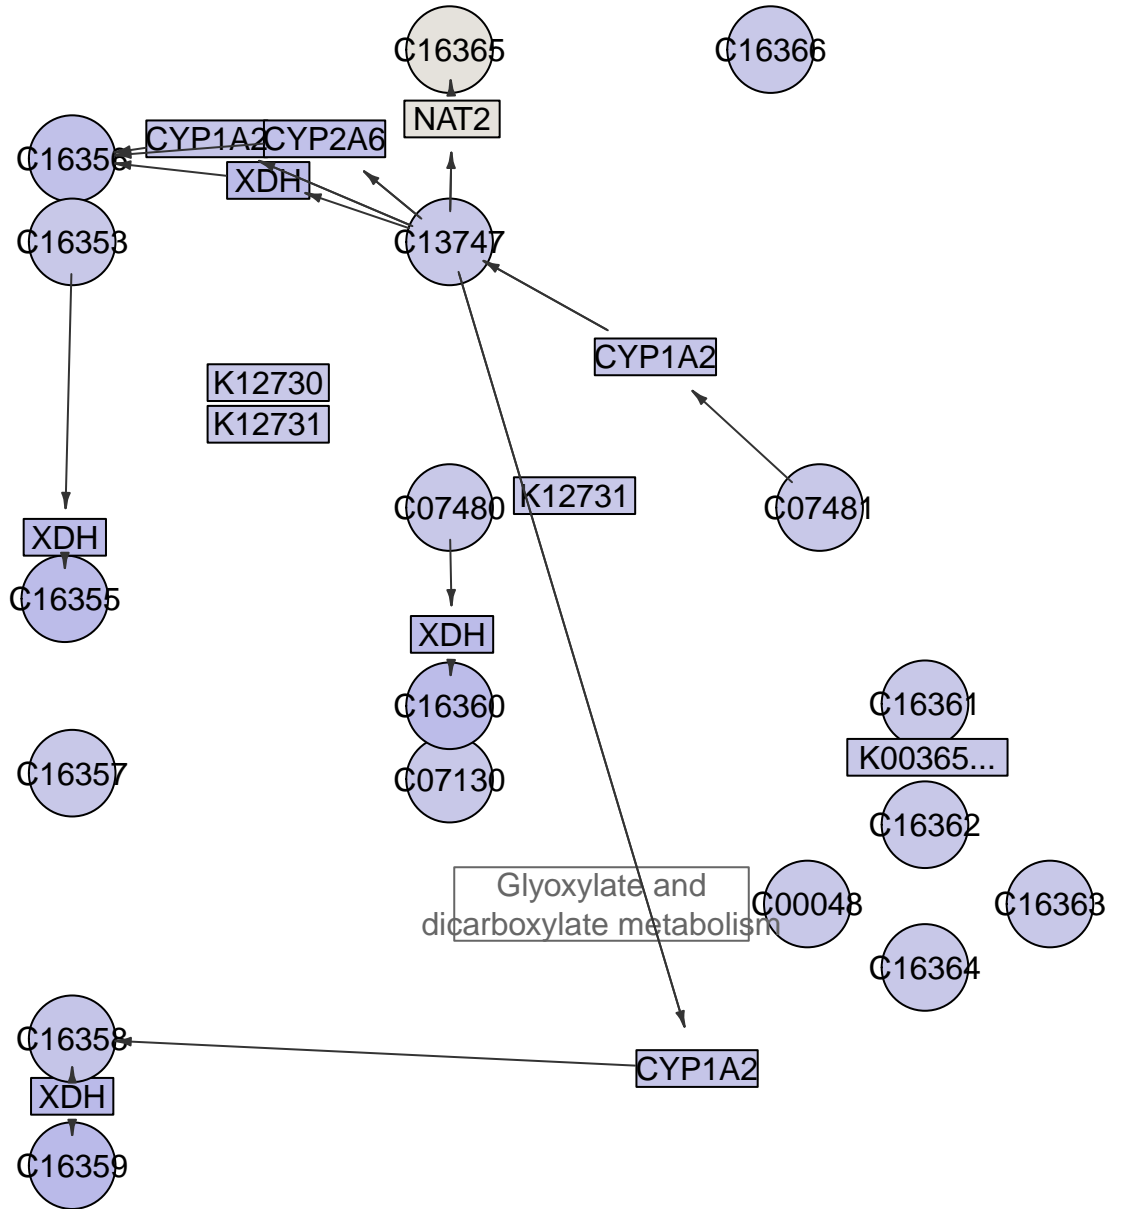 C16365
C16366
NAT2
CYP1A2
CYP2A6
C16356
XDH
C16353
C13747
CYP1A2
K12730
K12731
K12731
C07480
C07481
XDH
C16355
XDH
C16360
C16361
K00365...
C16357
C07130
C16362
Glyoxylate and
dicarboxylate metabolism
C00048
C16363
C16364
C16358
CYP1A2
XDH
C16359